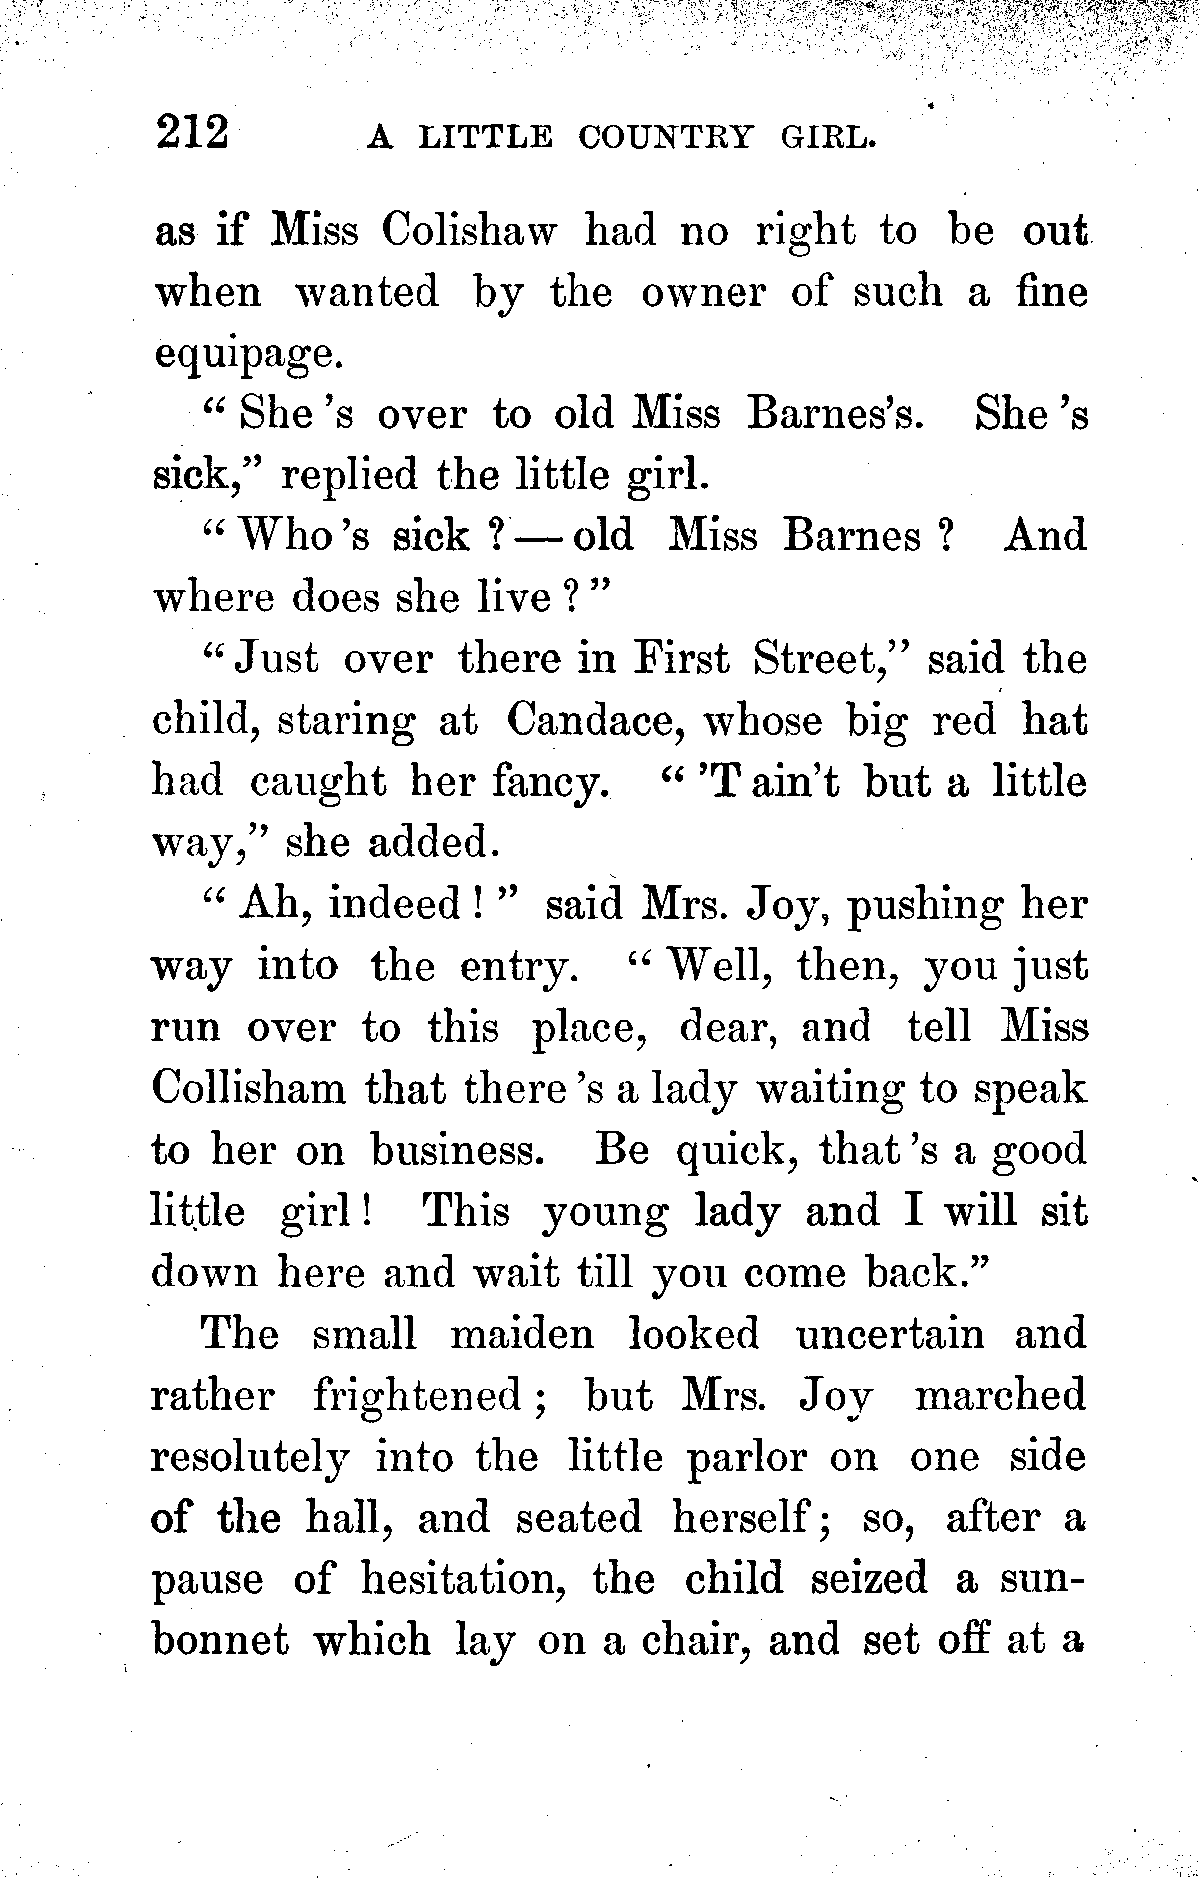 212 A LITTLE COUNTRY GIRL.
as if Miss Colishaw had no right to be out
when wanted by the owner of such a fine
equipage.
“ She 's over to old Miss Barnes's. She 's
sick,” replied the little girl.
“ Who 's sick ? — old Miss Barnes ? And
where does she live ? ”
“ Just over there in First Street,” said the
child, staring at Candace, whose big red hat
had caught her fancy. “ 'T ain't but a little
way,” she added.
“ Ah, indeed ! ” said Mrs. Joy, pushing her
way into the entry. “ Well, then, you just
run over to this place, dear, and tell Miss
Collisham that there 's a lady waiting to speak
to her on business. Be quick, that 's a good
little girl ! This young lady and I will sit
down here and wait till you come back.”
The small maiden looked uncertain and
rather frightened ; but Mrs. Joy marched
resolutely into the little parlor on one side
of the hall, and seated herself ; so, after a
pause of hesitation, the child seized a sun-
bonnet which lay on a chair, and set off at a